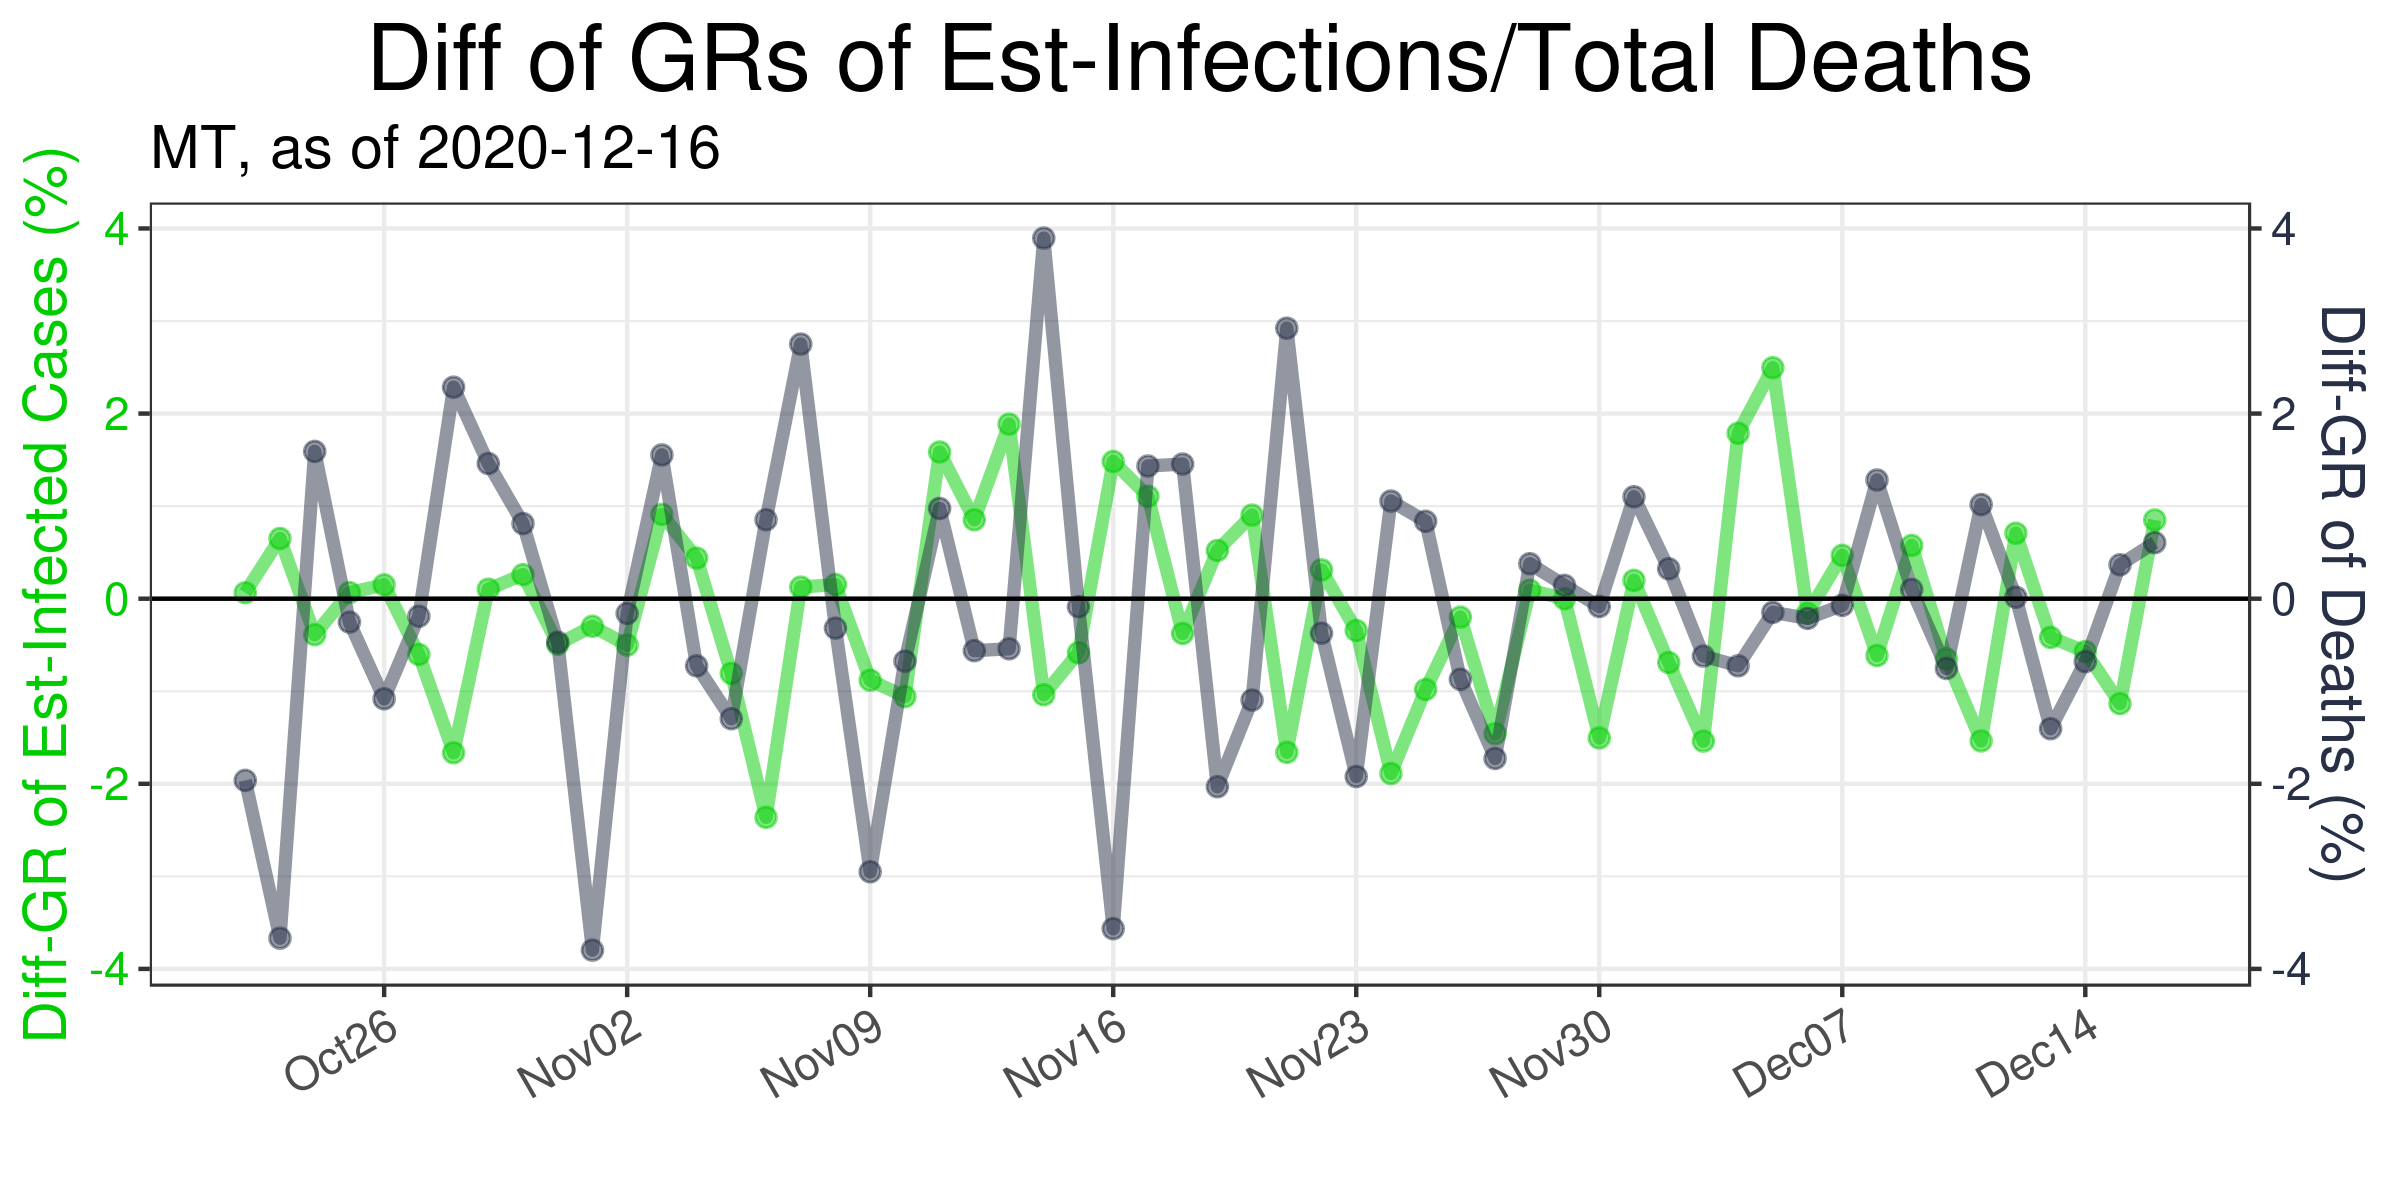 Diff of GRs of Est-Infections/Total Deaths
MT, as of 2020-12-16
Diff-GR of Est-Infected Cases (%)
4
2
0
-2
-4
4
2
0
-2
-4
Diff-GR of Deaths (%)
Oct26
Nov02
Nov09
Nov16
Nov23
Nov30
Dec07
Dec14